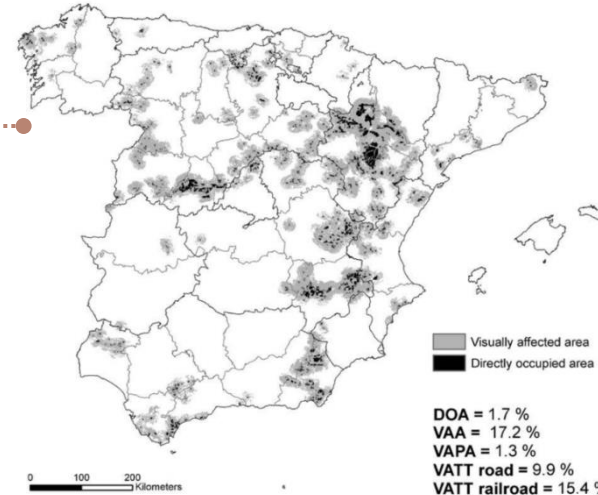 Visually affected area
Directly occupied area
DOA = 1.7 %
VAA = 17.2 %
VAPA = 1.3 %
VATT road = 9.9 %
VATT railroad = 15.4 %
0 100 200
Kilometers